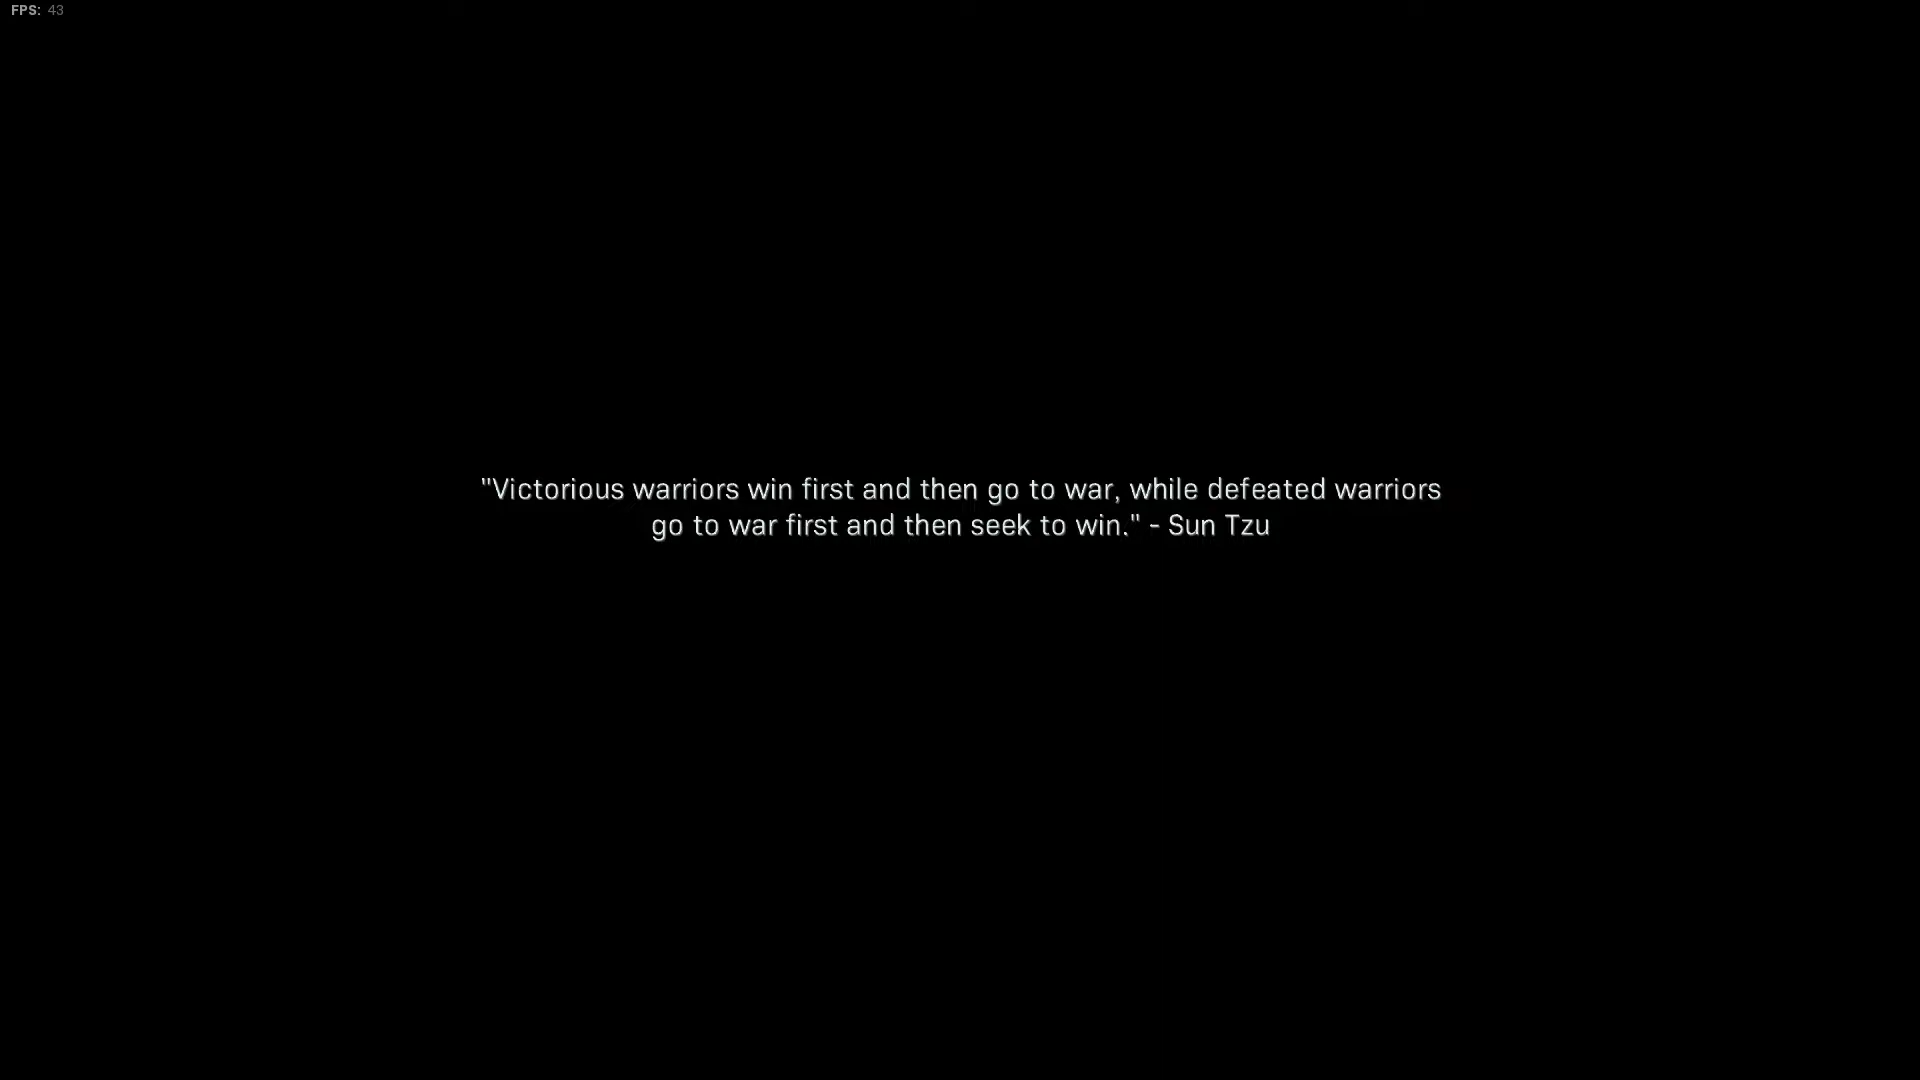 FPS: 43
"Victorious warriors win first and then go to war, while defeated warriors
go to war first and then seek to win." - Sun Tzu